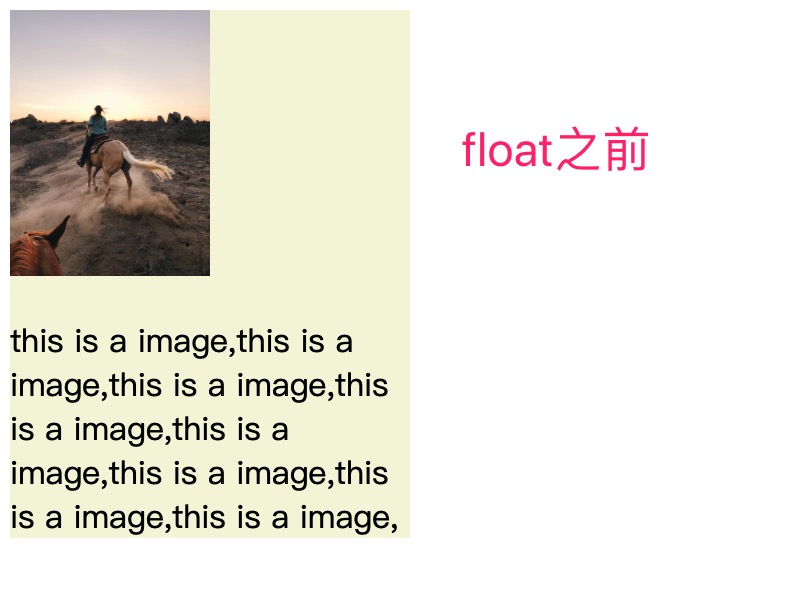 float之前
this is a image,this is a
image,this is a image,this
is a image,this is a
image,this is a image,this
is a image,this is a image,